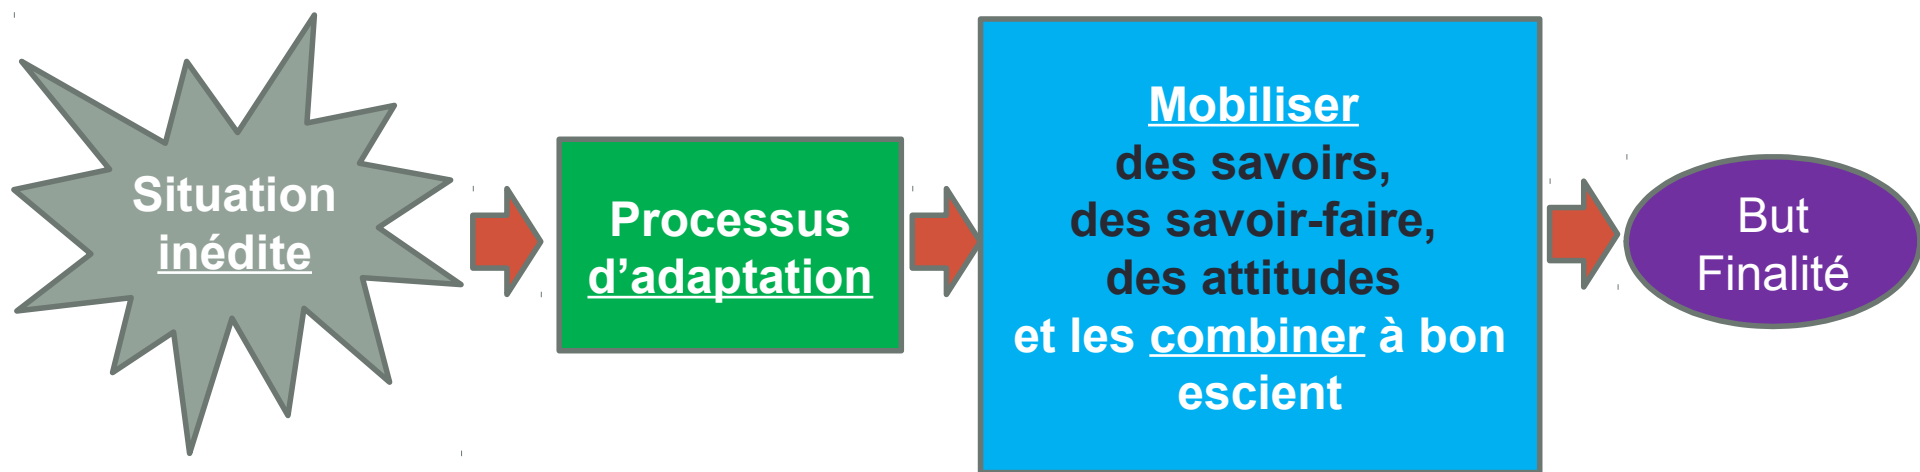 Situation
inédite
Processus
d’adaptation
Mobiliser
des savoirs,
des savoir-faire,
des attitudes
et les combiner à bon
escient
But
Finalité